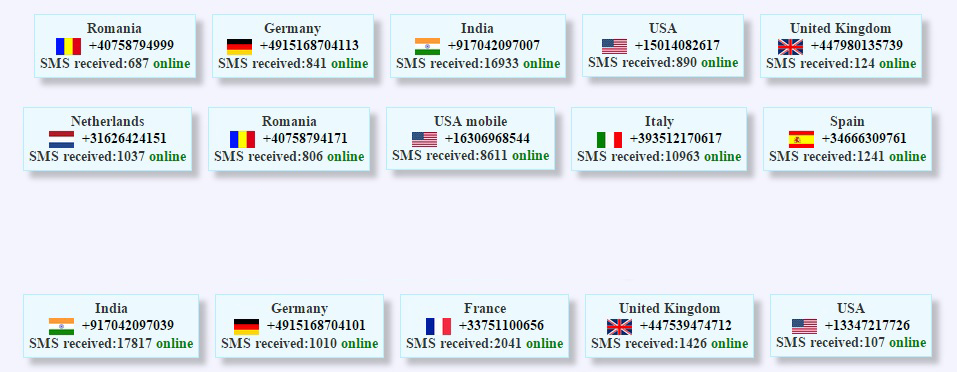 Romania
+40758794999
SMS received:687 online
Germany
+4915168704113
SMS received:841 online
India
+917042097007
SMS received:16933 online
USA
+15014082617
SMS received:890 online
United Kingdom
+447980135739
SMS received:124 online
Netherlands
+31626424151
SMS received:1037 online
Romania
+40758794171
SMS received:806 online
USA mobile
+16306968544
SMS received:8611 online
Italy
+393512170617
SMS received:10963 online
Spain
+34666309761
SMS received:1241 online
India
+917042097039
SMS received:17817 online
Germany
+4915168704101
SMS received:1010 online
France
+33751100656
SMS received:2041 online
United Kingdom
+447539474712
SMS received:1426 online
USA
+13347217726
SMS received:107 online